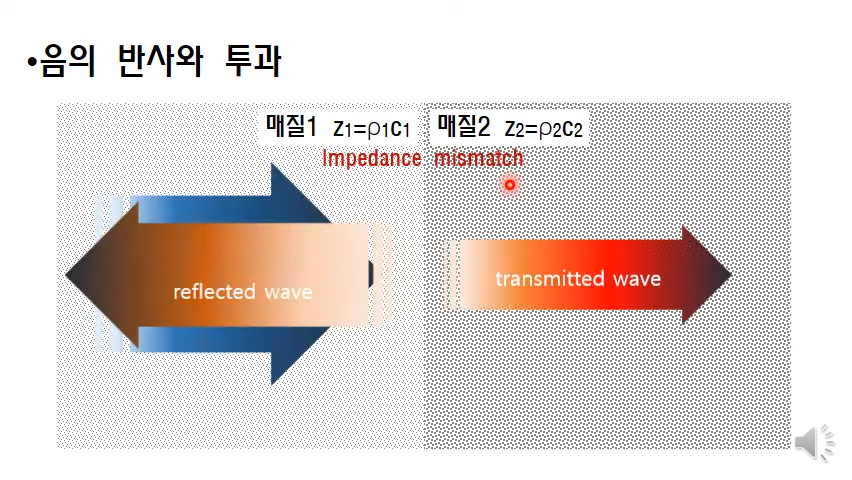 •음의 반사와 투과
매질1 z1=ρ1c1
매질2 z2=ρ2c2
Impedance mismatch
reflected wave
transmitted wave